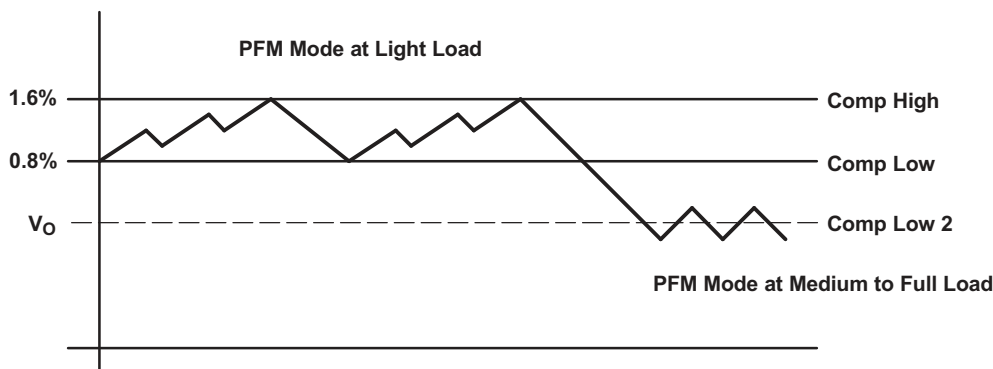 PFM Mode at Light Load
1.6%
Comp High
0.8%
Comp Low
VO
Comp Low 2
PFM Mode at Medium to Full Load